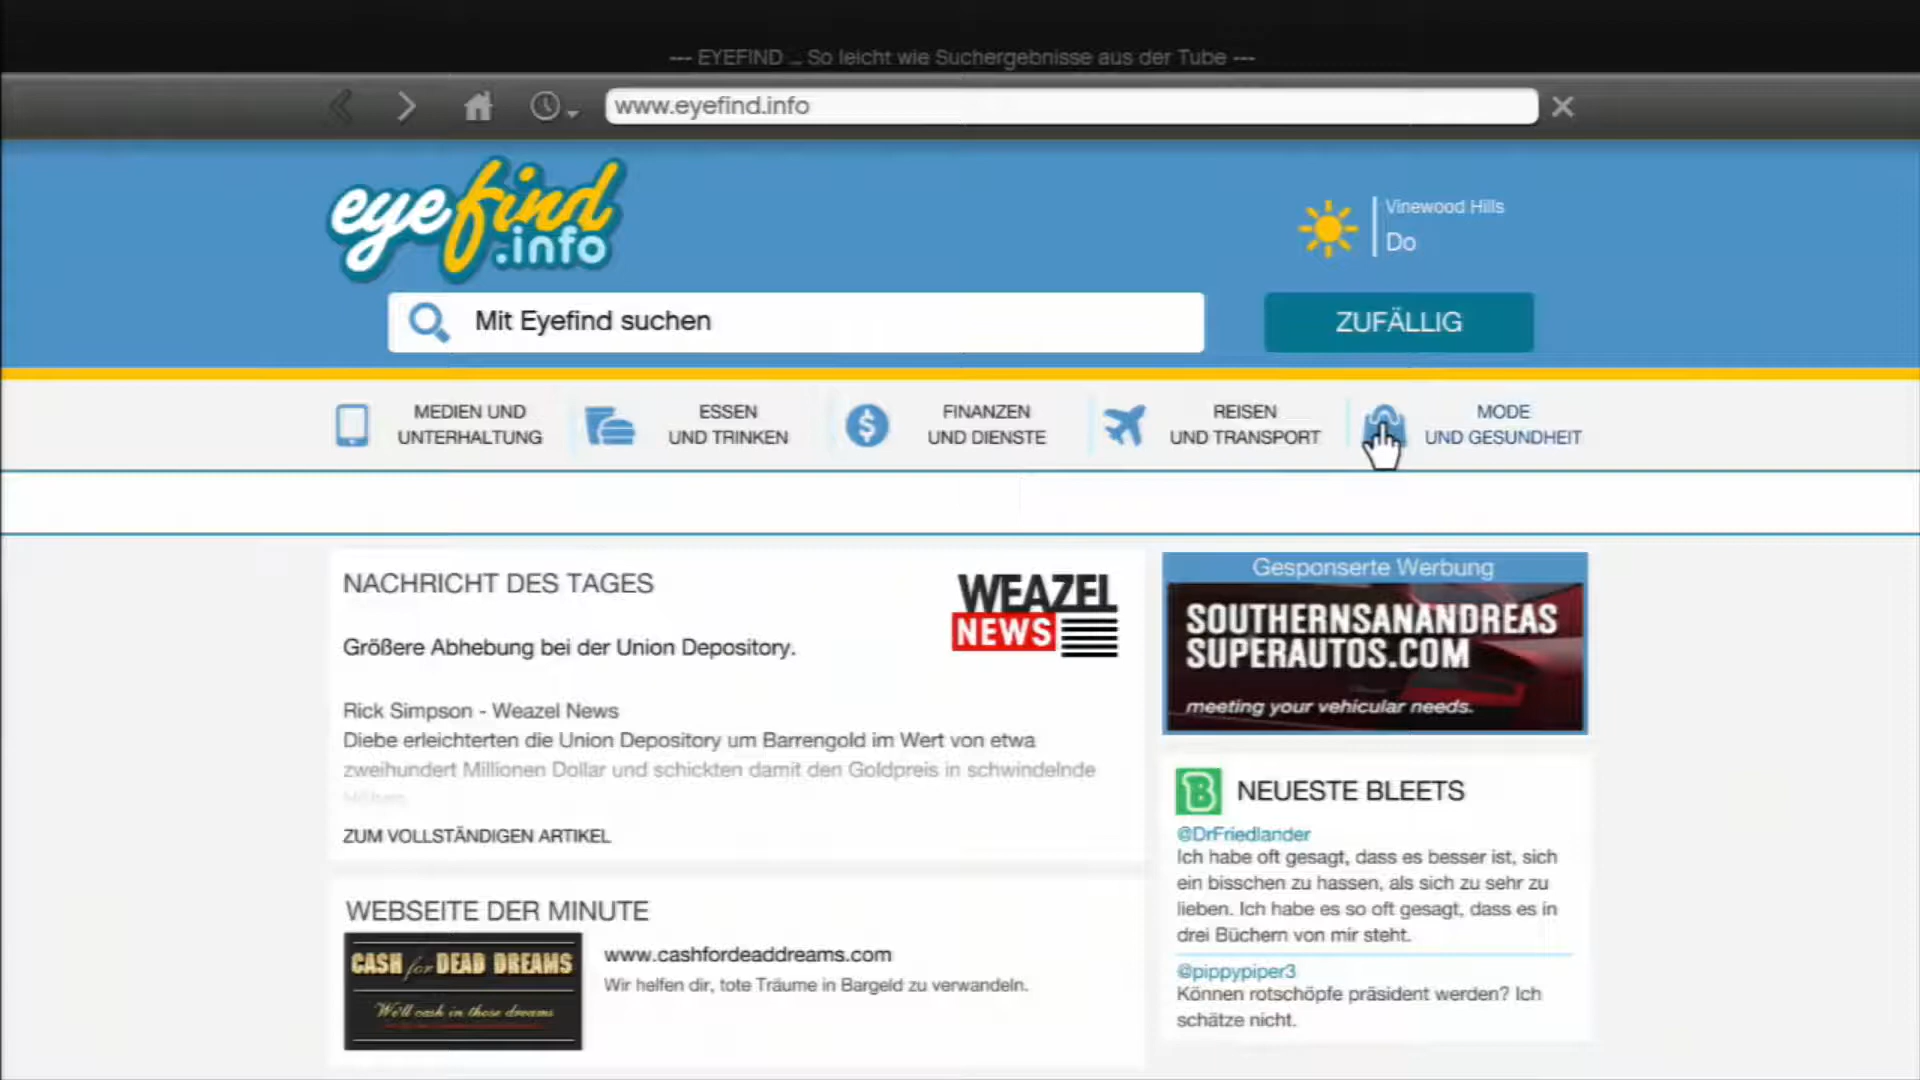 --- EYEFIND ... So leicht wie Suchergebnisse aus der Tube ---
www.eyefind.info
eyefind
.info
Vinewood Hills
Do
Mit Eyefind suchen
ZUFÄLLIG
MEDIEN UND
UNTERHALTUNG
ESSEN
UND TRINKEN
FINANZEN
UND DIENSTE
REISEN
UND TRANSPORT
MODE
UND GESUNDHEIT
NACHRICHT DES TAGES
WEAZEL
NEWS
Größere Abhebung bei der Union Depository.
Rick Simpson - Weazel News
Diebe erleichterten die Union Depository um Barrengold im Wert von etwa
zweihundert Millionen Dollar und schickten damit den Goldpreis in schwindelnde
ZUM VOLLSTÄNDIGEN ARTIKEL
WEBSEITE DER MINUTE
CASH for DEAD DREAMS
We'll cash in those dreams
www.cashfordeaddreams.com
Wir helfen dir, tote Träume in Bargeld zu verwandeln.
Gesponserte Werbung
SOUTHERNSANANDREAS
SUPERAUTOS.COM
meeting your vehicular needs.
B
NEUESTE BLEETS
@DrFriedlander
Ich habe oft gesagt, dass es besser ist, sich
ein bisschen zu hassen, als sich zu sehr zu
lieben. Ich habe es so oft gesagt, dass es in
drei Büchern von mir steht.
@pippypiper3
Können rotschöpfe präsident werden? Ich
schätze nicht.